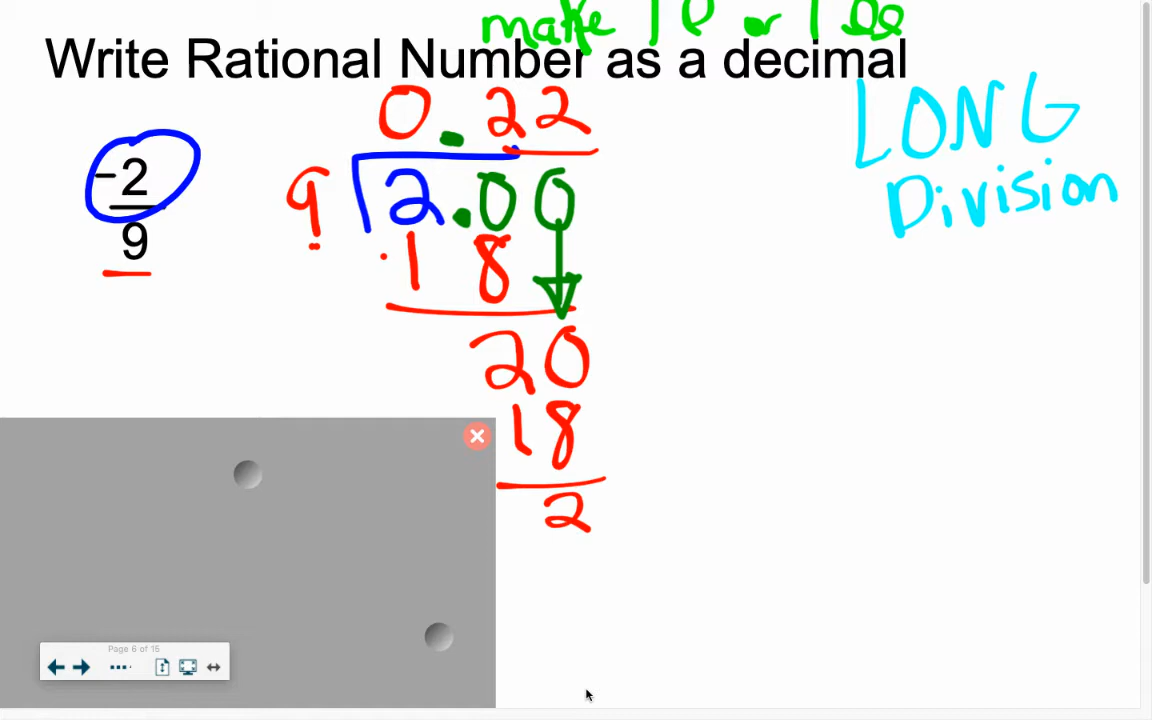 make 10 or 100
Write Rational Number as a decimal
LONG
Division
0.22
-2
9
9 2.00
18
20
18
2
Page 6 of 15